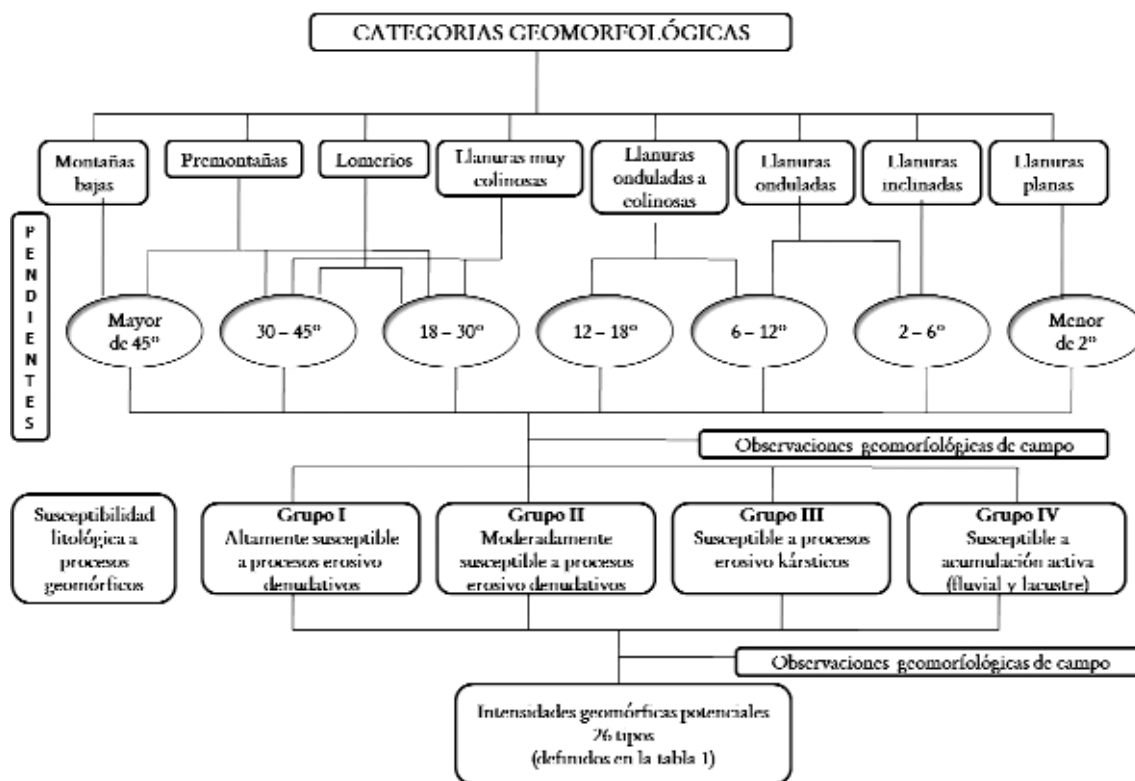 CATEGORIAS GEOMORFOLÓGICAS
Montañas
bajas
Premontañas
Lomerios
Llanuras muy
colinosas
Llanuras
onduladas a
colinosas
Llanuras
onduladas
Llanuras
inclinadas
Llanuras
planas
PENDIENTES
Mayor
de 45º
30 – 45º
18 – 30º
12 – 18º
6 – 12º
2 – 6º
Menor
de 2º
Observaciones geomorfológicas de campo
Susceptibilidad
litológica a
procesos
geomórficos
Grupo I
Altamente susceptible
a procesos erosivo
denudativos
Grupo II
Moderadamente
susceptible a procesos
erosivo denudativos
Grupo III
Susceptible a procesos
erosivo kársticos
Grupo IV
Susceptible a
acumulación activa
(fluvial y lacustre)
Observaciones geomorfológicas de campo
Intensidades geomórficas potenciales
26 tipos
(definidos en la tabla 1)